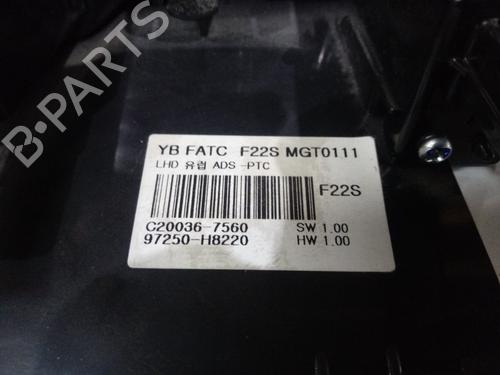 B-PARTS
YB FATC F22S MGT0111
LHD 유럽 ADS -PTC
F22S
C20036-7560 SW 1.00
97250-H8220 HW 1.00